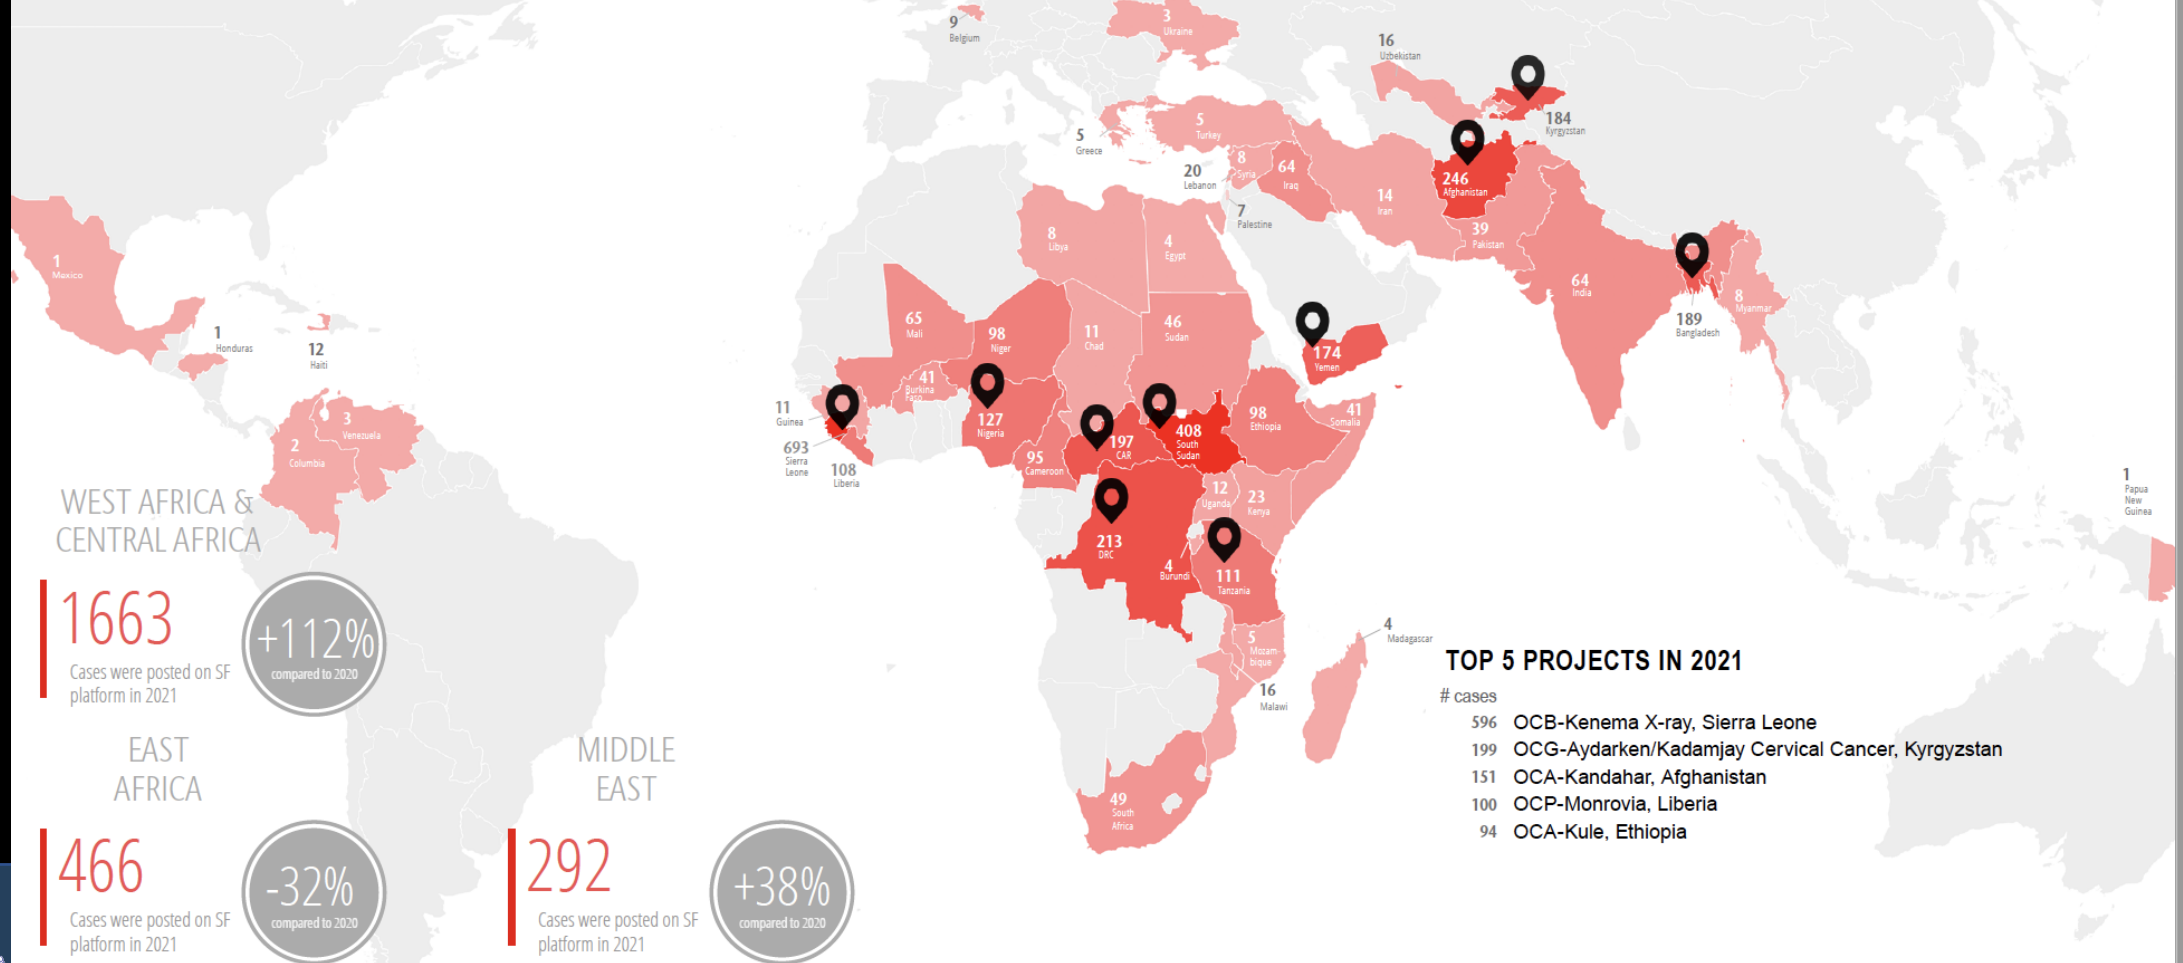 9
Belgium
3
Ukraine
16
Uzbekistan
184
Kyrgyzstan
5
Greece
5
Turkey
20
Lebanon
8
Syria
64
Iraq
7
Palestine
14
Iran
246
Afghanistan
39
Pakistan
64
India
189
Bangladesh
8
Myanmar
1
Mexico
1
Honduras
12
Haiti
8
Libya
4
Egypt
65
Mali
98
Niger
11
Chad
46
Sudan
174
Yemen
41
Burkina
Faso
11
Guinea
693
Sierra
Leone
108
Liberia
127
Nigeria
95
Cameroon
197
CAR
408
South
Sudan
98
Ethiopia
41
Somalia
12
Uganda
23
Kenya
213
DRC
4
Burundi
111
Tanzania
5
Mozam-
bique
16
Malawi
4
Madagascar
49
South
Africa
3
Venezuela
2
Columbia
1
Papua
New
Guinea
WEST AFRICA &
CENTRAL AFRICA
1663
Cases were posted on SF
platform in 2021
+112%
compared to 2020
EAST
AFRICA
466
Cases were posted on SF
platform in 2021
-32%
compared to 2020
MIDDLE
EAST
292
Cases were posted on SF
platform in 2021
+38%
compared to 2020
TOP 5 PROJECTS IN 2021
# cases
596 OCB-Kenema X-ray, Sierra Leone
199 OCG-Aydarken/Kadamjay Cervical Cancer, Kyrgyzstan
151 OCA-Kandahar, Afghanistan
100 OCP-Monrovia, Liberia
94 OCA-Kule, Ethiopia